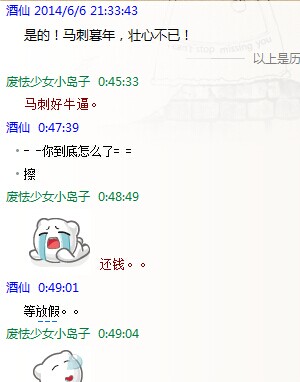 酒仙 2014/6/6 21:33:43
是的！马刺暮年，壮心不已！
以上是历
废怯少女小岛子 0:45:33
马刺好牛逼。
酒仙 0:47:39
- -你到底怎么了= =
擦
废怯少女小岛子 0:48:49
还钱。。
酒仙 0:49:01
等放假。。
废怯少女小岛子 0:49:04